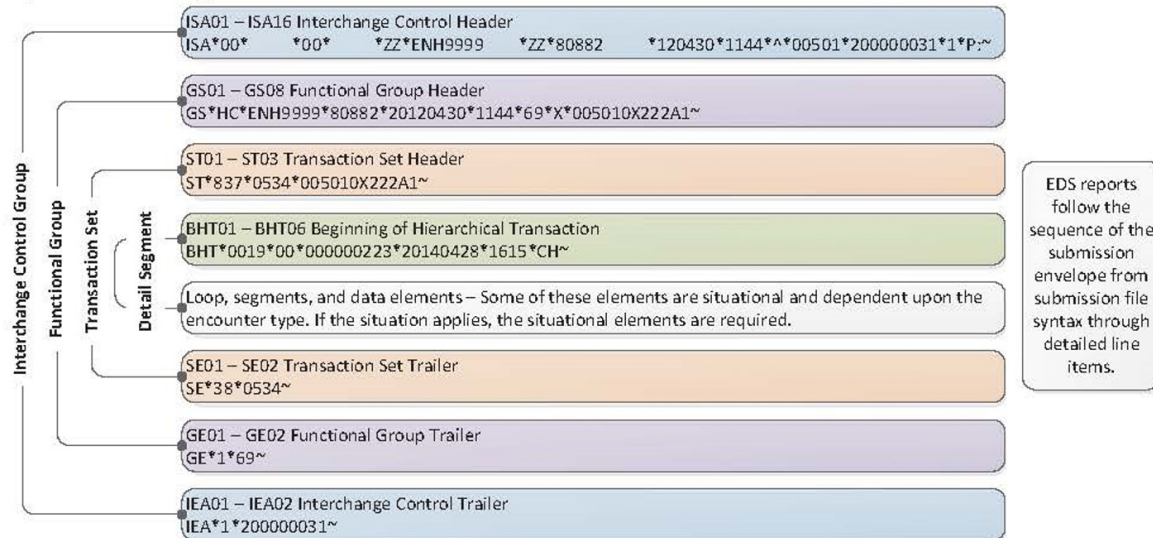 ISA01 – ISA16 Interchange Control Header
ISA*00*          *00*          *ZZ*ENH9999        *ZZ*80882          *120430*1144*^*00501*200000031*1*P:~
GS01 – GS08 Functional Group Header
GS*HC*ENH9999*80882*20120430*1144*69*X*005010X222A1~
ST01 – ST03 Transaction Set Header
ST*837*0534*005010X222A1~
BHT01 – BHT06 Beginning of Hierarchical Transaction
BHT*0019*00*000000223*20140428*1615*CH~
Loop, segments, and data elements – Some of these elements are situational and dependent upon the
encounter type. If the situation applies, the situational elements are required.
SE01 – SE02 Transaction Set Trailer
SE*38*0534~
GE01 – GE02 Functional Group Trailer
GE*1*69~
IEA01 – IEA02 Interchange Control Trailer
IEA*1*200000031~
Interchange Control Group
Functional Group
Transaction Set
Detail Segment
EDS reports
follow the
sequence of the
submission
envelope from
submission file
syntax through
detailed line
items.